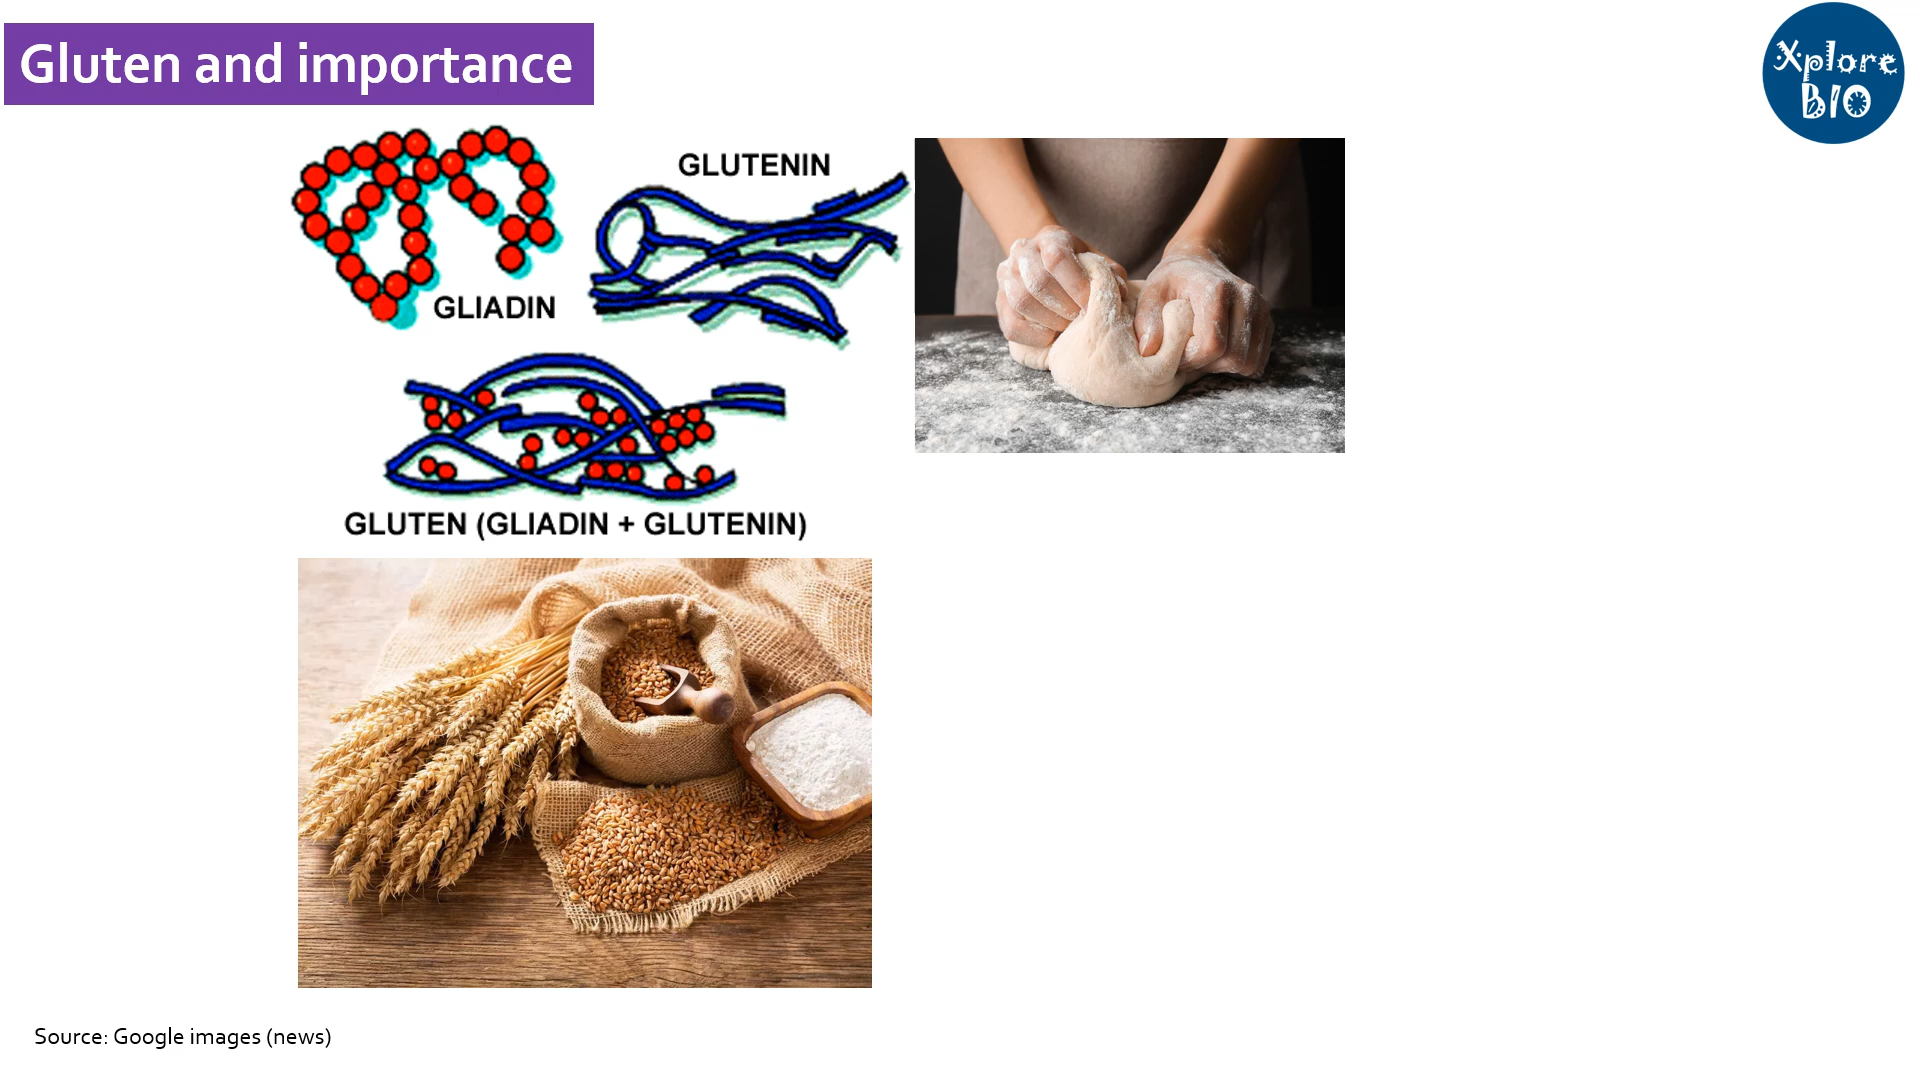 Gluten and importance
Xplore
BIO
GLUTENIN
GLIADIN
GLUTEN (GLIADIN + GLUTENIN)
Source: Google images (news)